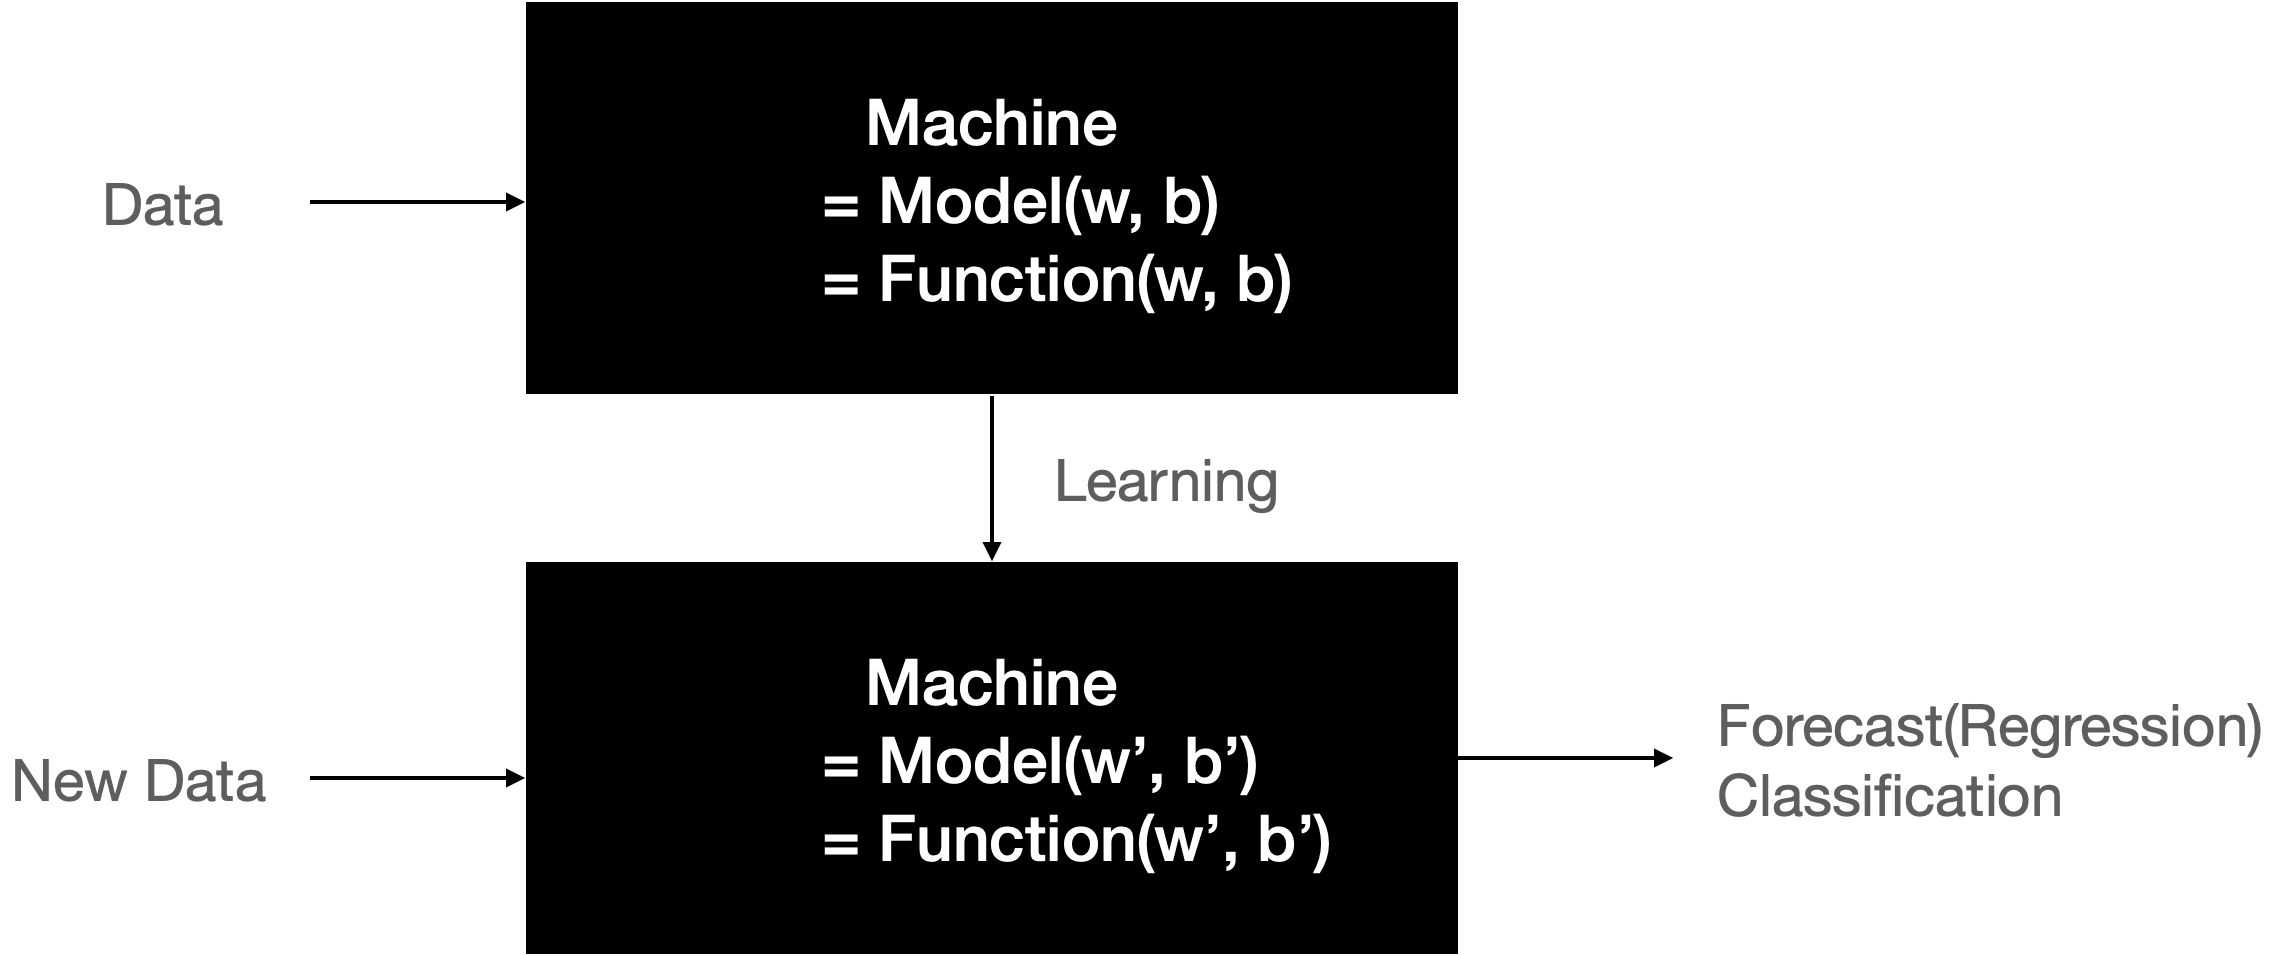 Machine
= Model(w, b)
= Function(w, b)
Data
Learning
Machine
= Model(w’, b’)
= Function(w’, b’)
New Data
Forecast(Regression)
Classification